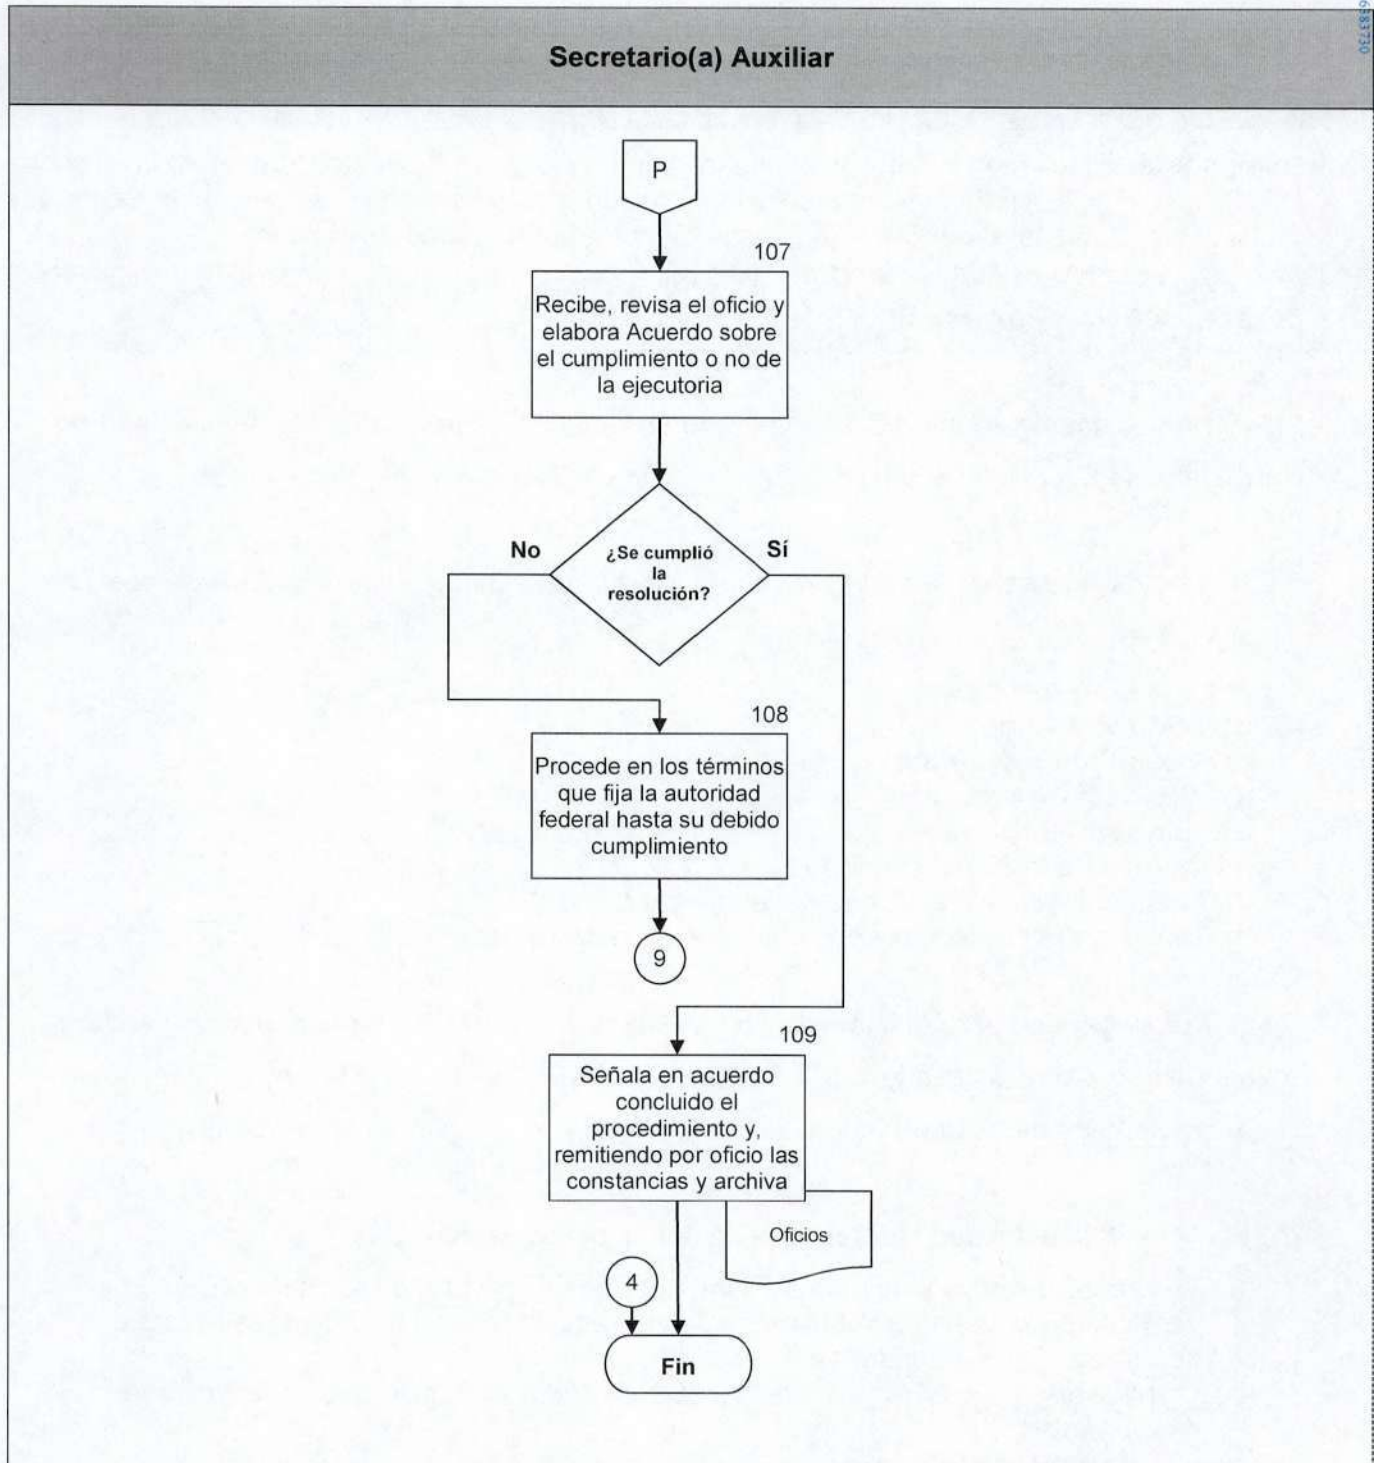 6383730
Secretario(a) Auxiliar
P
107
Recibe, revisa el oficio y
elabora Acuerdo sobre
el cumplimiento o no de
la ejecutoria
No
¿Se cumplió
la
resolución?
Sí
108
Procede en los términos
que fija la autoridad
federal hasta su debido
cumplimiento
9
109
Señala en acuerdo
concluido el
procedimiento y,
remitiendo por oficio las
constancias y archiva
Oficios
4
Fin